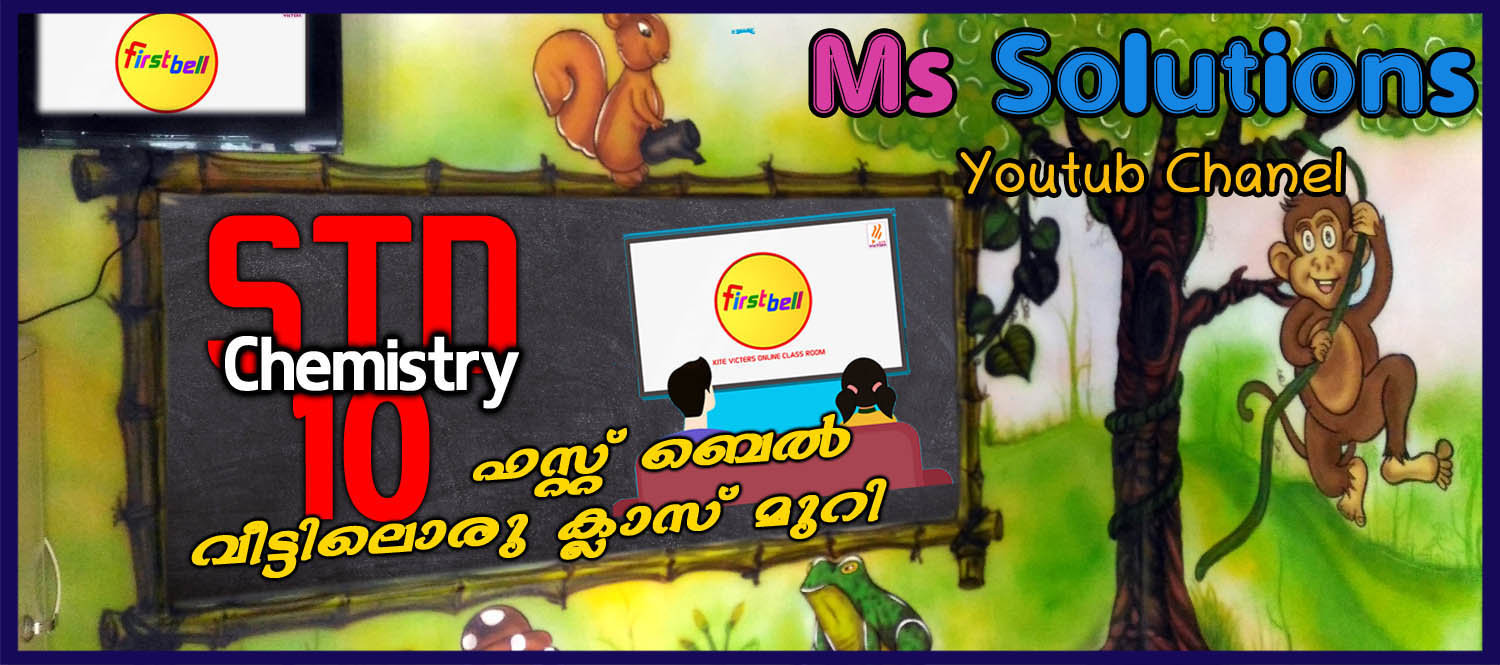 firstbell
Ms Solutions
Youtub Chanel
STD
Chemistry
10
firstbell
KITE VICTERS ONLINE CLASS ROOM
ഫസ്റ്റ് ബെൽ
വീട്ടിലൊരു ക്ലാസ് മുറി